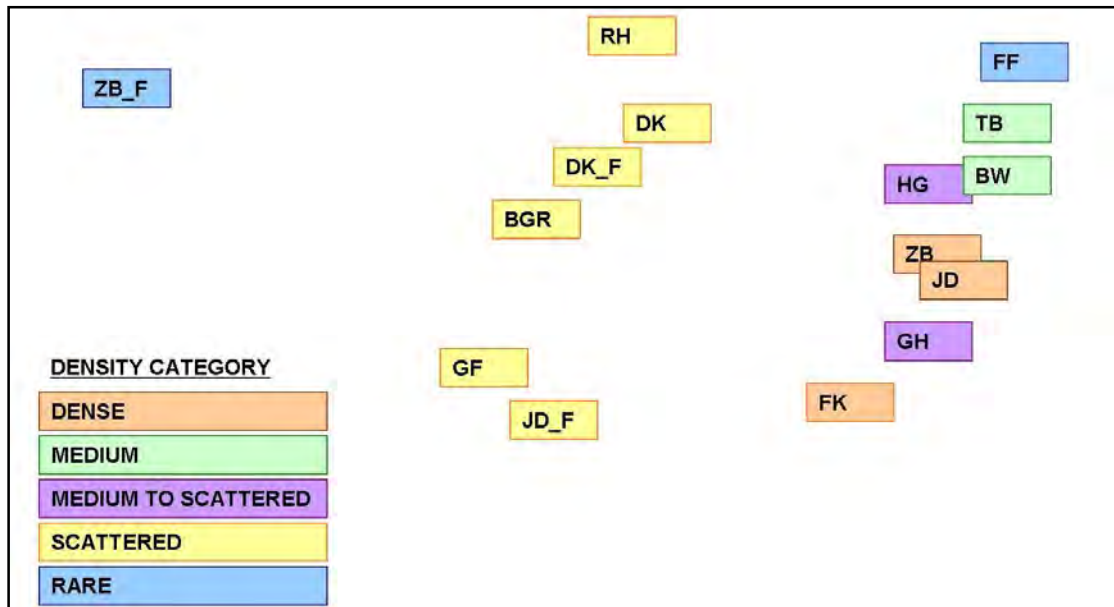 RH
FF
ZB_F
DK
TB
DK_F
HG
BW
BGR
ZB
JD
GH
GF
FK
JD_F
DENSITY CATEGORY
DENSE
MEDIUM
MEDIUM TO SCATTERED
SCATTERED
RARE